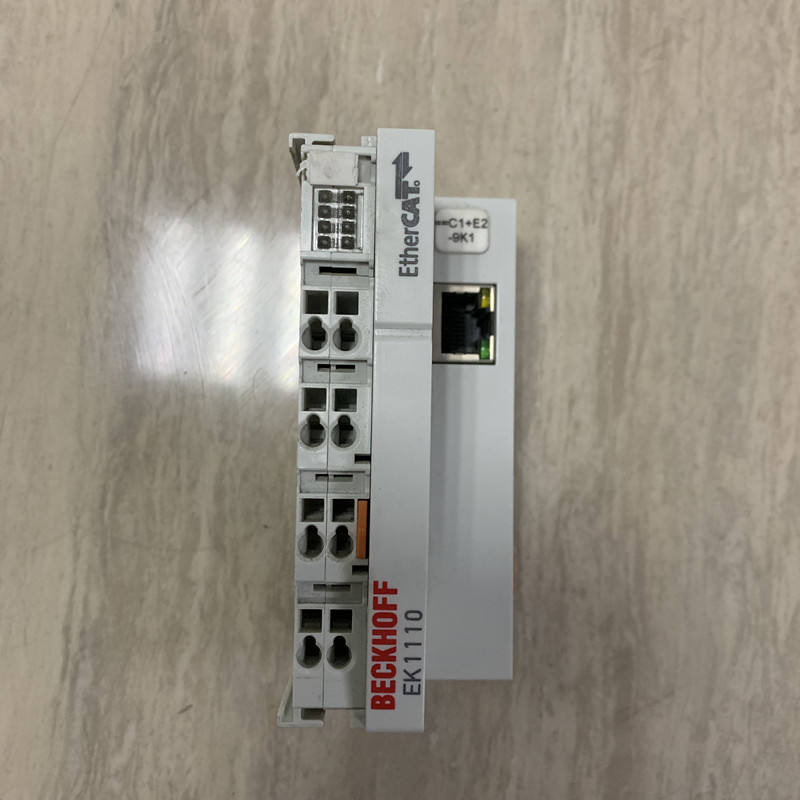 EtherCAT
==C1+E2
-9K1
BECKHOFF
EK1110